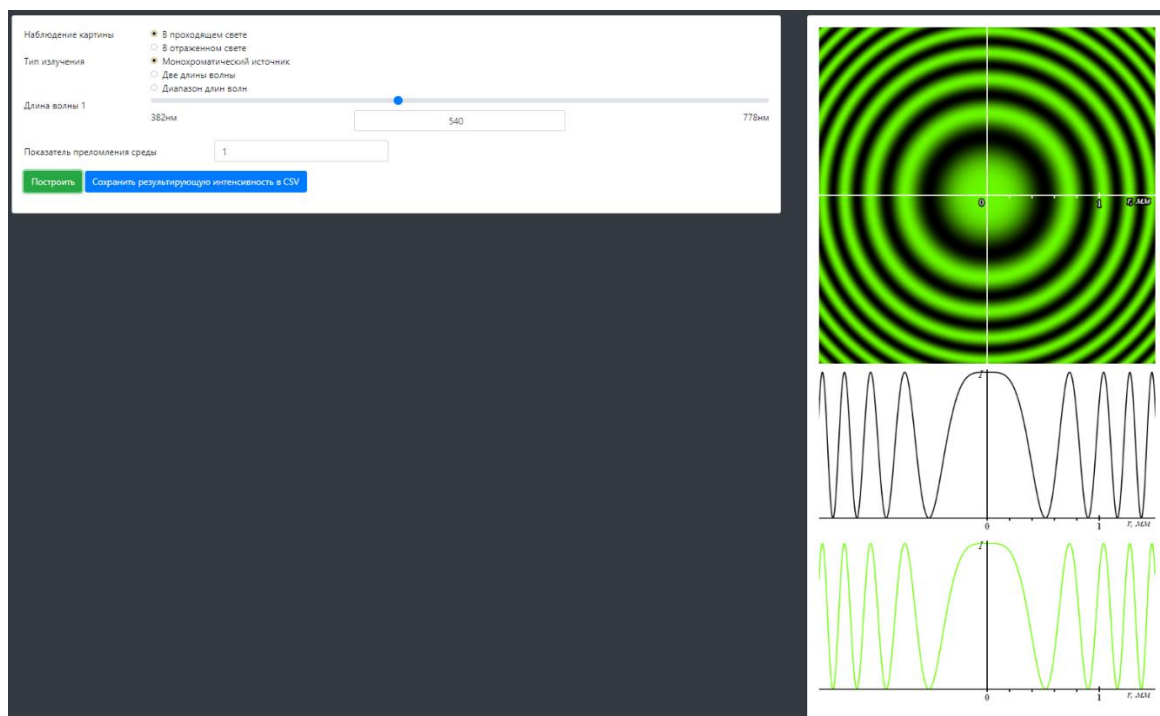 Наблюдение картины
В проходящем свете
В отраженном свете
Тип излучения
Монохроматический источник
Две длины волны
Диапазон длин волн
Длина волны 1
382нм
540
778нм
Показатель преломления среды
1
Построить
Сохранить результирующую интенсивность в CSV
0
1
r, мм
I
0
1
r, мм
I
0
1
r, мм